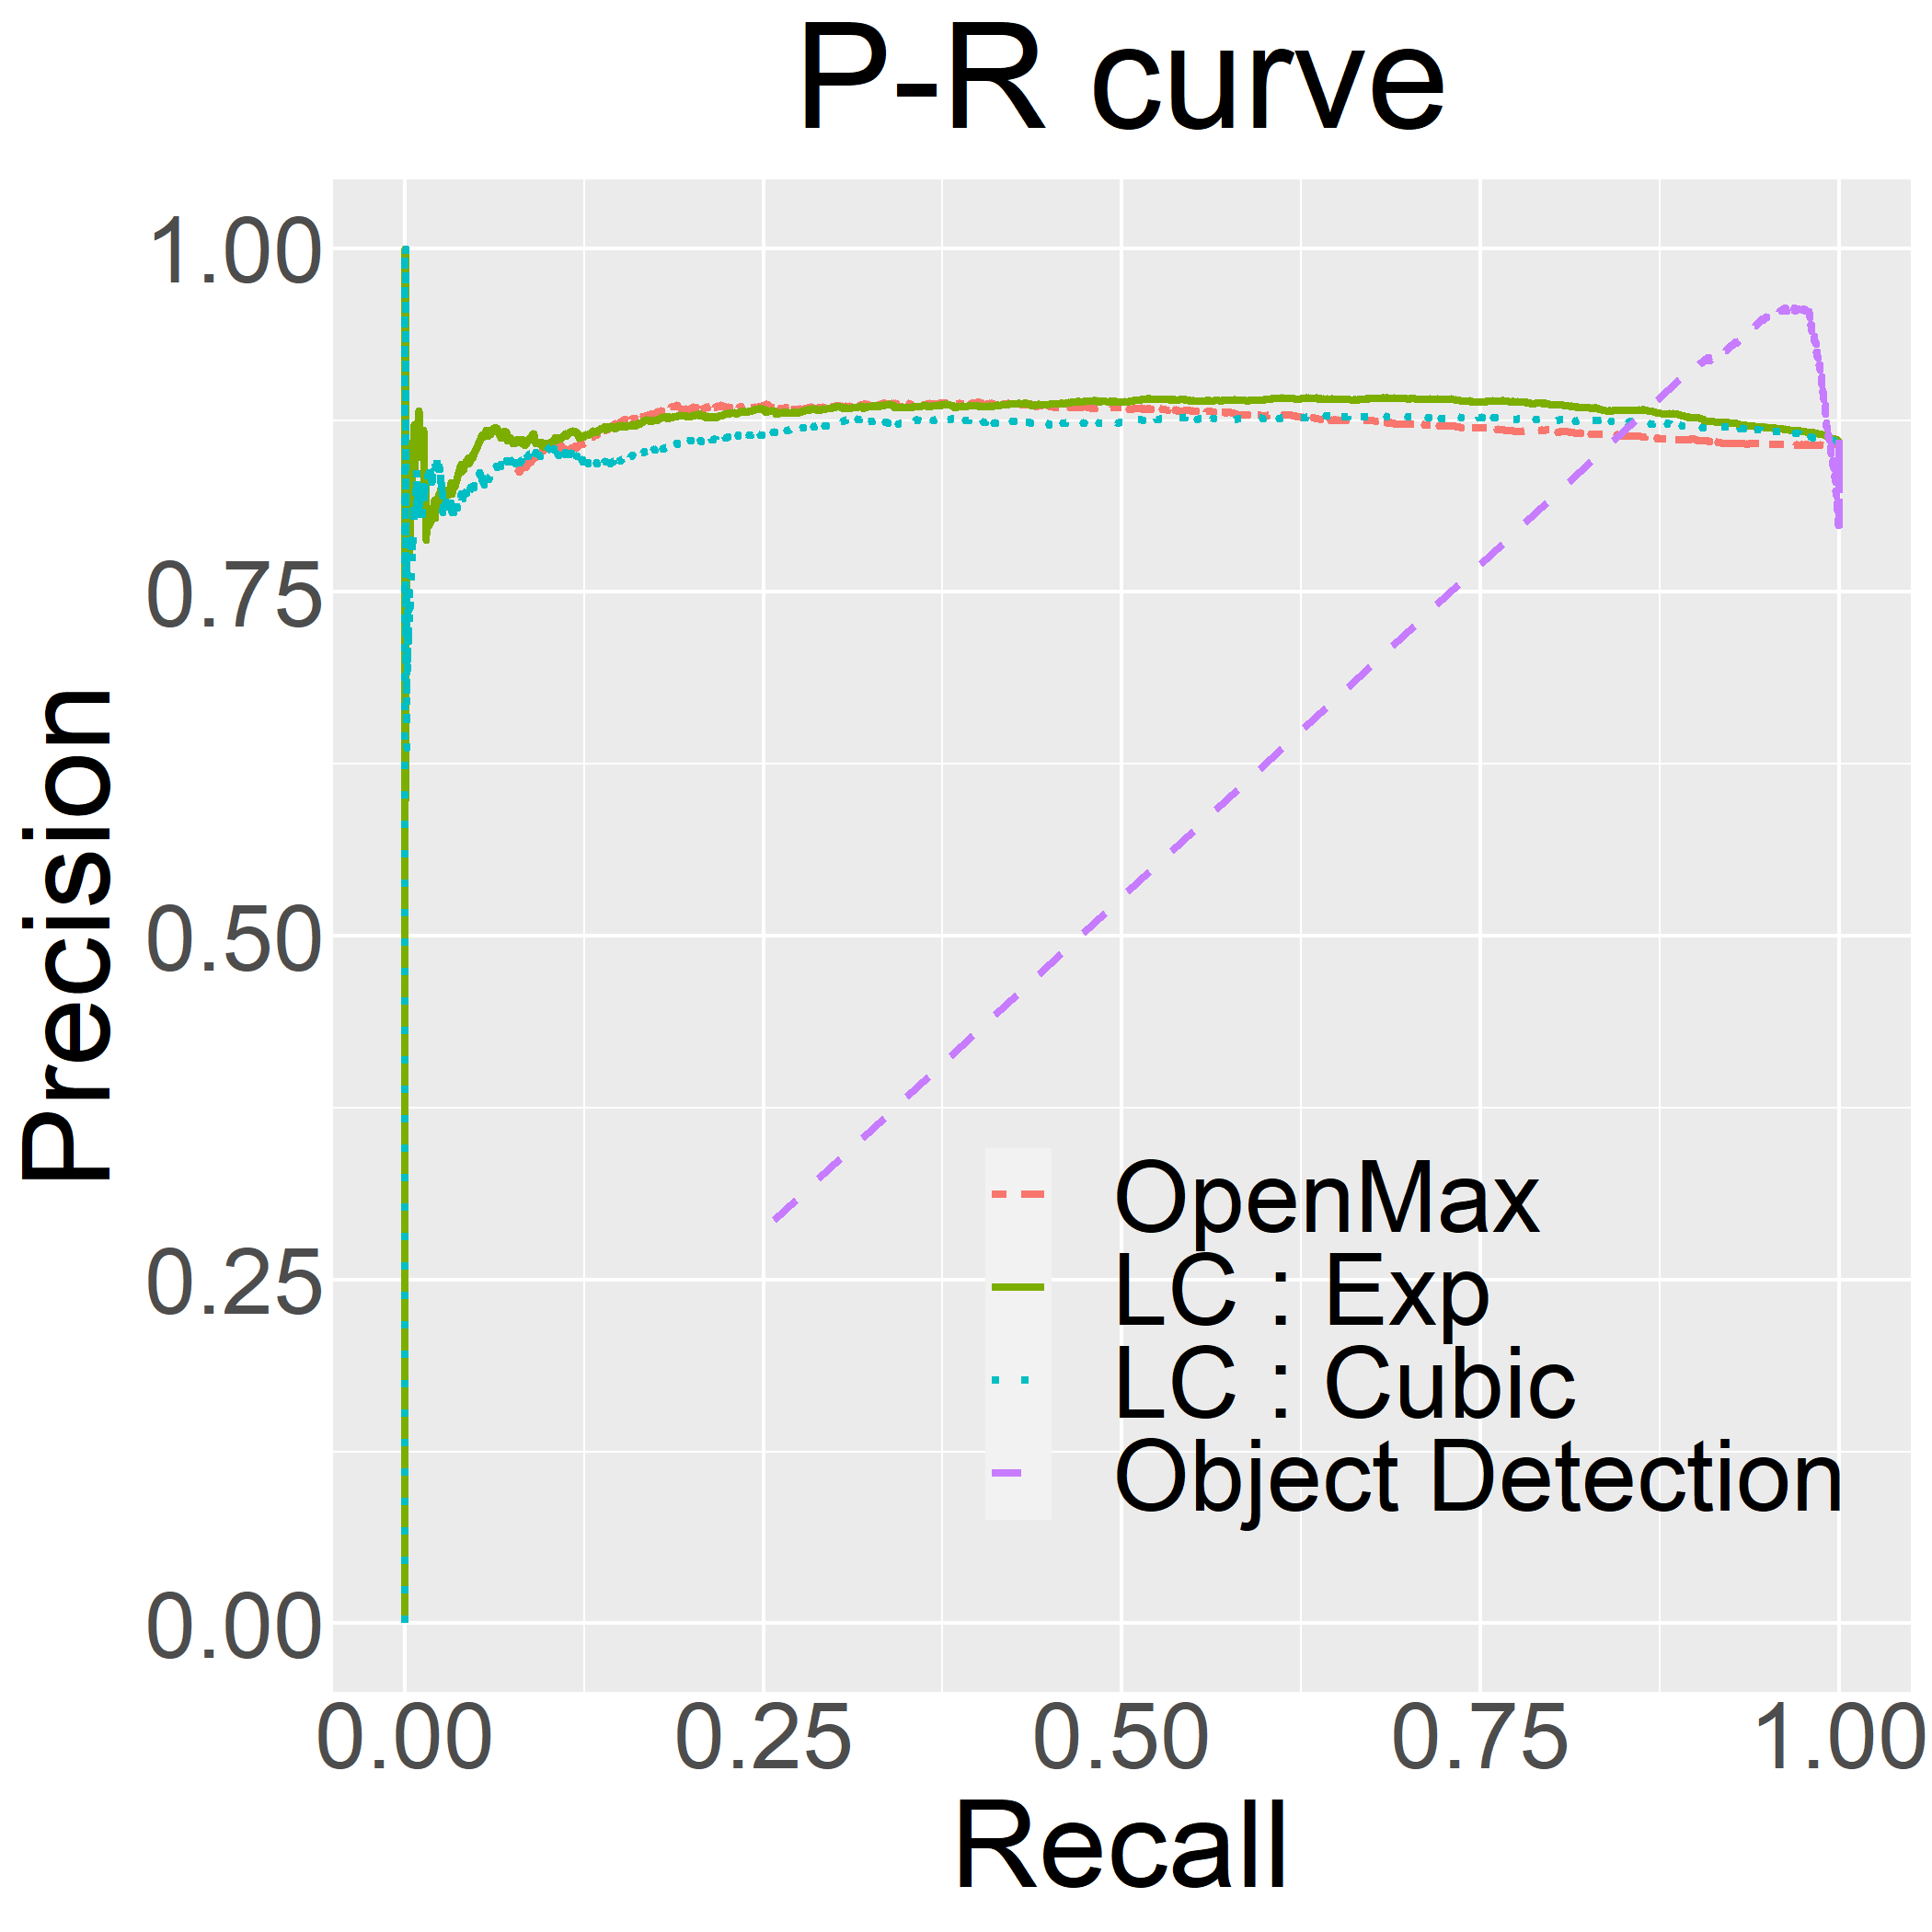 P-R curve
1.00
0.75
0.50
0.25
0.00
Precision
OpenMax
LC : Exp
LC : Cubic
Object Detection
0.00 0.25 0.50 0.75 1.00
Recall